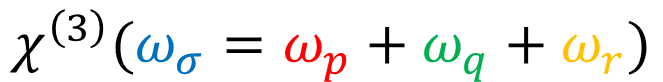 χ⁽³⁾(ω_σ = ω_p + ω_q + ω_r)